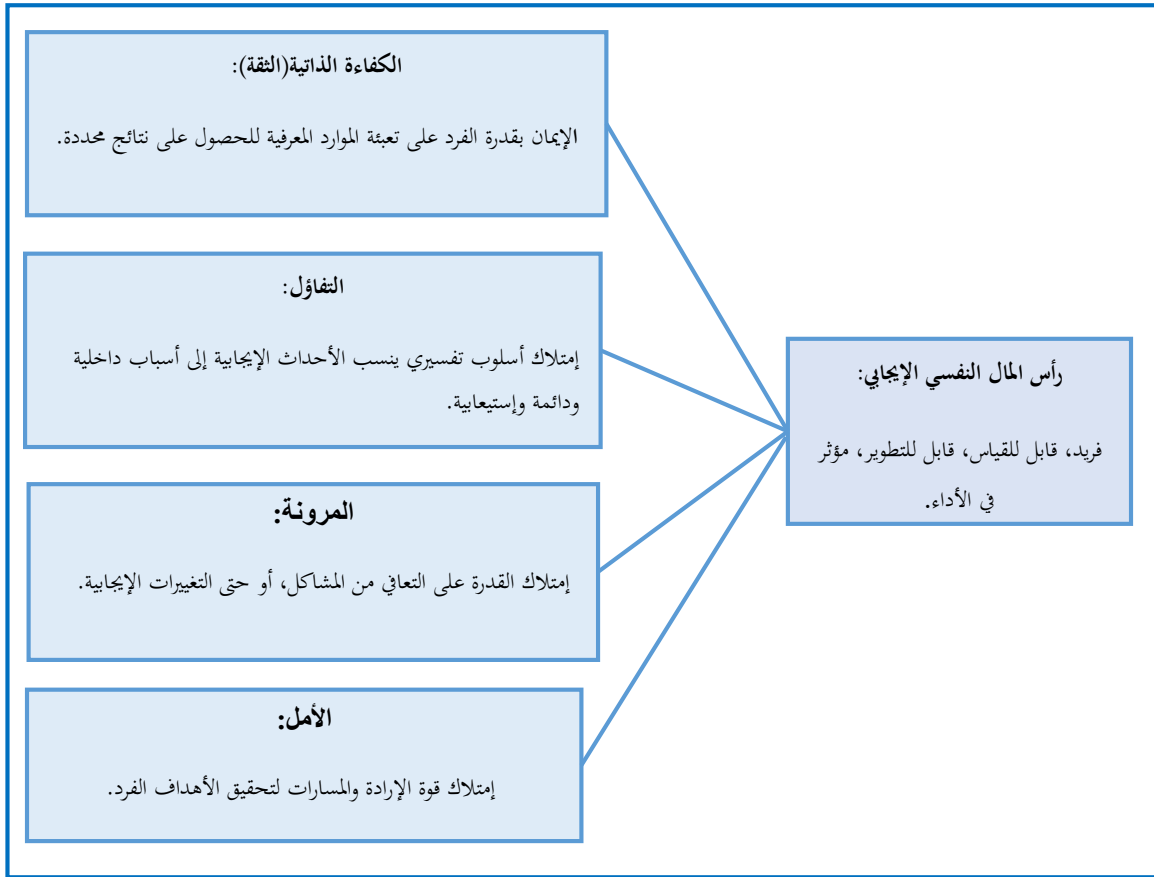 الكفاءة الذاتية(الثقة):
الإيمان بقدرة الفرد على تعبئة الموارد المعرفية للحصول على نتائج محددة.
التفاؤل:
إمتلاك أسلوب تفسيري ينسب الأحداث الإيجابية إلى أسباب داخلية
ودائمة وإستيعابية.
المرونة:
إمتلاك القدرة على التعافي من المشاكل، أو حتى التغييرات الإيجابية.
الأمل:
إمتلاك قوة الإرادة والمسارات لتحقيق الأهداف الفرد.
رأس المال النفسي الإيجابي:
فريد، قابل للقياس، قابل للتطوير، مؤثر
في الأداء.